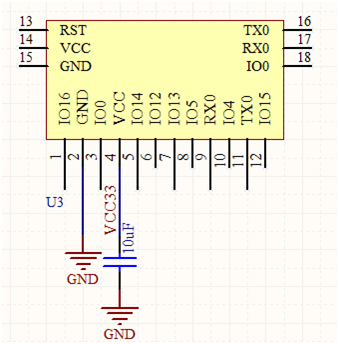 13 RST TX0 16
14 VCC RX0 17
15 GND IO0 18
IO16 GND IO0 VCC IO14 IO12 IO13 IO5 RX0 IO4 TX0 IO15
1 2 3 4 5 6 7 8 9 10 11 12
U3
VCC33
10uF
GND
GND